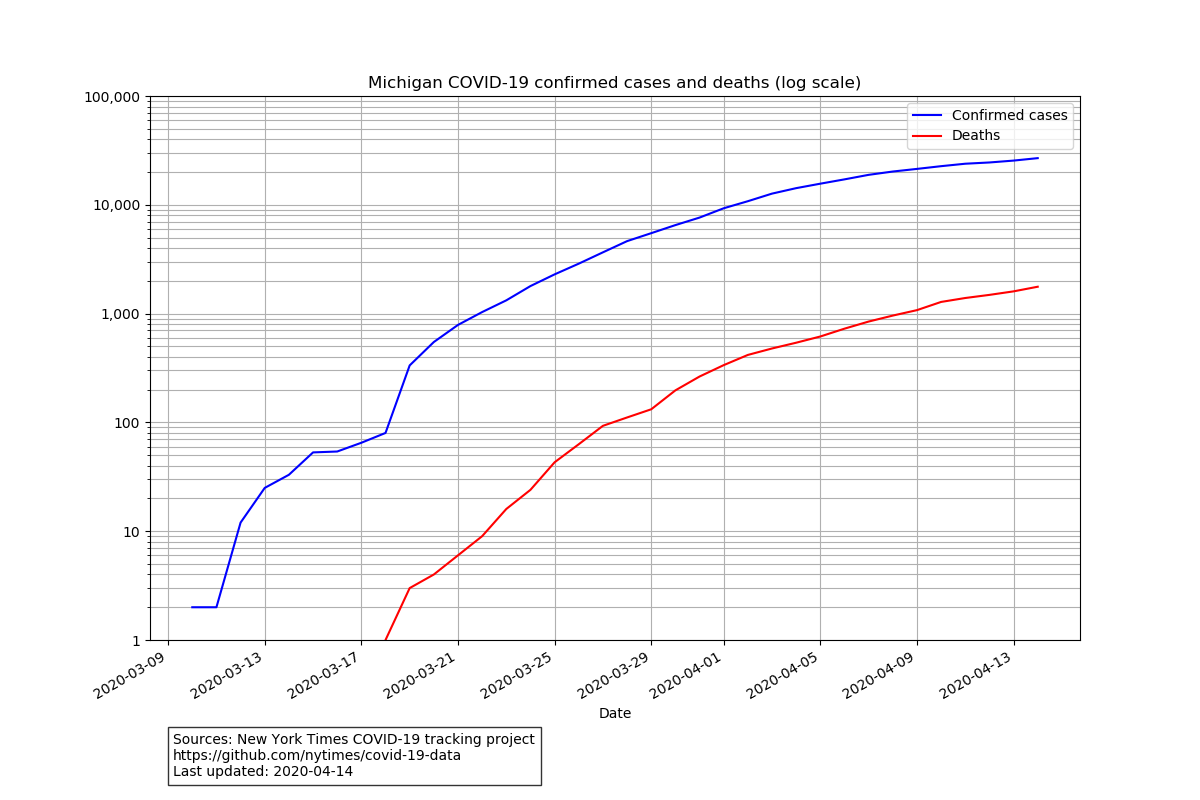 Michigan COVID-19 confirmed cases and deaths (log scale)
100,000
10,000
1,000
100
10
1
Confirmed cases
Deaths
2020-03-09
2020-03-13
2020-03-17
2020-03-21
2020-03-25
2020-03-29
2020-04-01
2020-04-05
2020-04-09
2020-04-13
Date
Sources: New York Times COVID-19 tracking project
https://github.com/nytimes/covid-19-data
Last updated: 2020-04-14